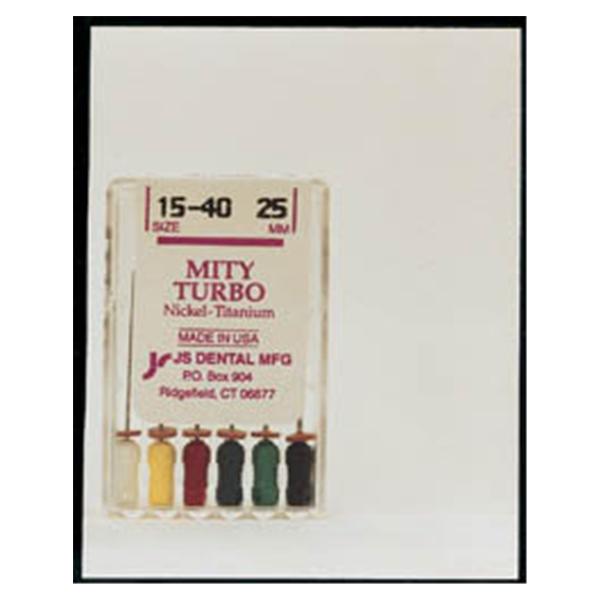 15-40 25
SIZE MM
MITY
TURBO
Nickel-Titanium
MADE IN USA
JS DENTAL MFG
P.O. Box 904
Ridgefield, CT 06877